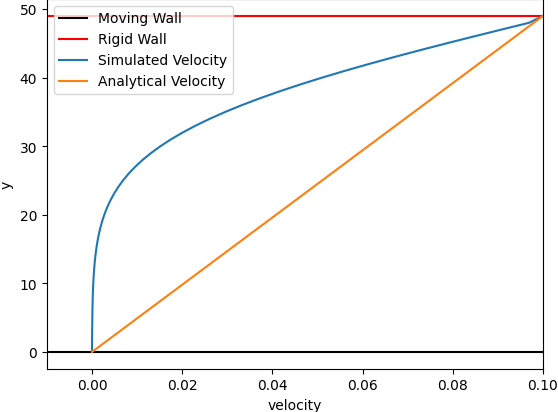 50
Moving Wall
Rigid Wall
Simulated Velocity
Analytical Velocity
40
30
y
20
10
0
0.00 0.02 0.04 0.06 0.08 0.10
velocity